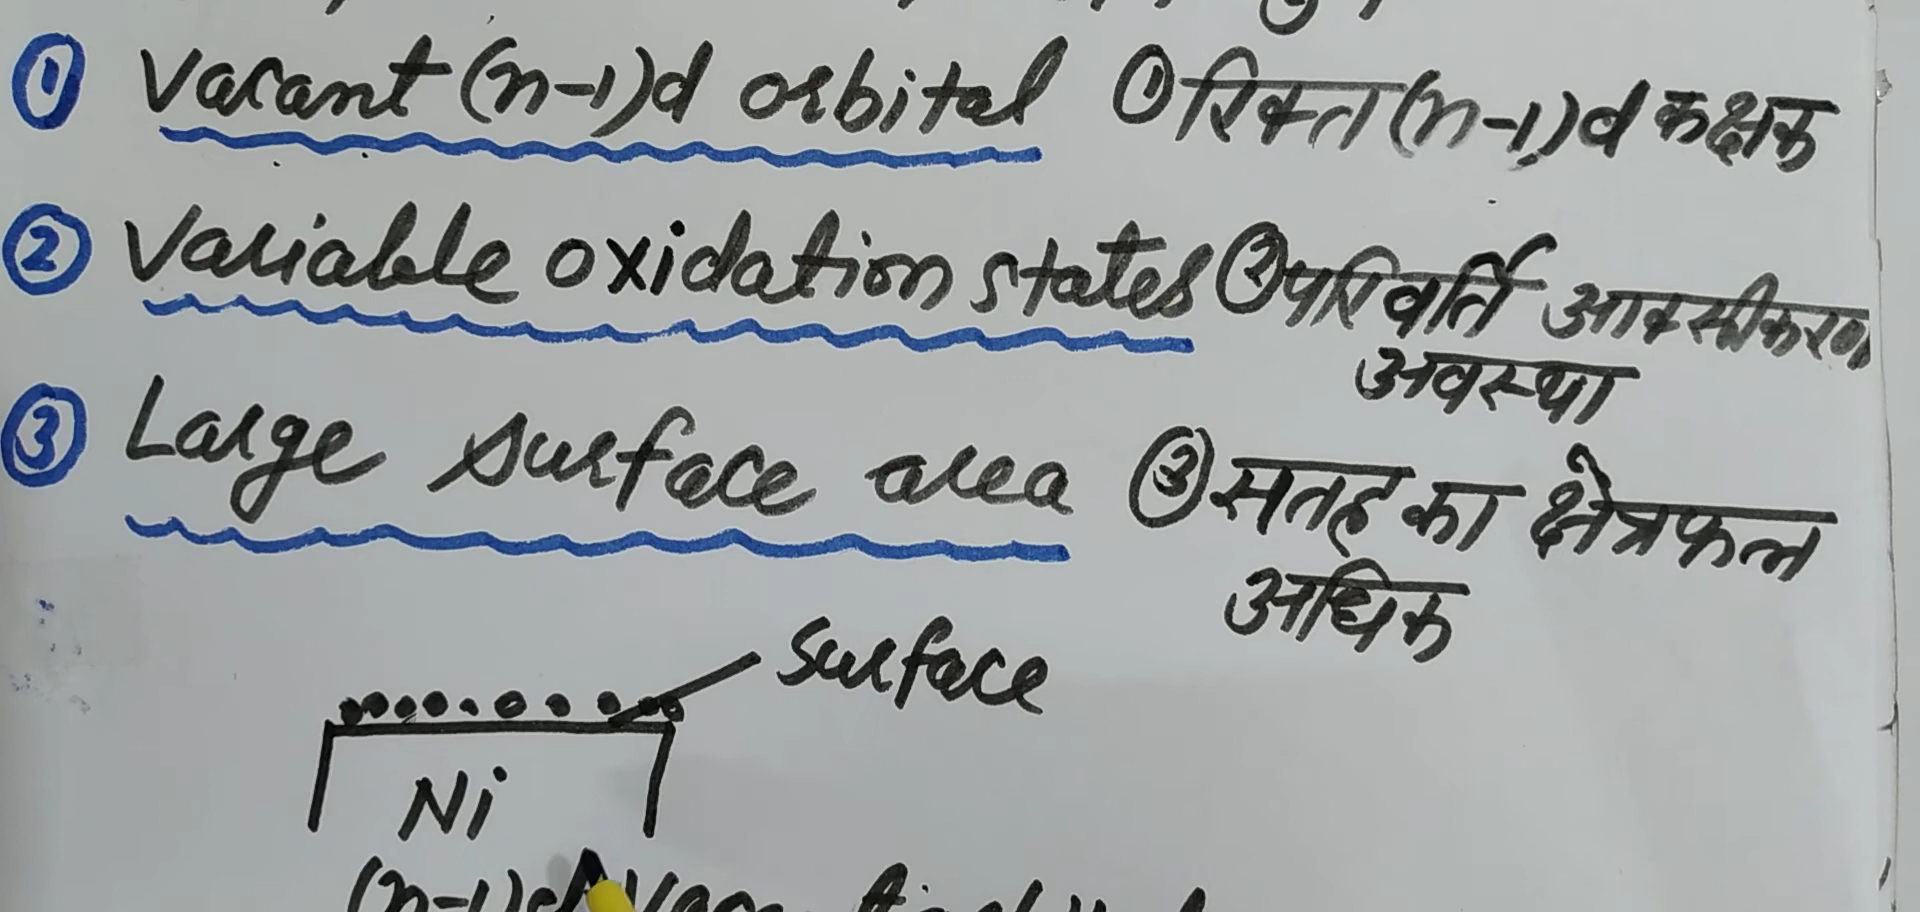 ① Vacant (n-1)d orbital ① रिक्त (n-1)d कक्षक
② Variable oxidation states ② परिवर्ति आक्सीकरण
अवस्था
③ Large surface area ③ सतह का क्षेत्रफल
अधिक
surface
Ni
(n-1)d